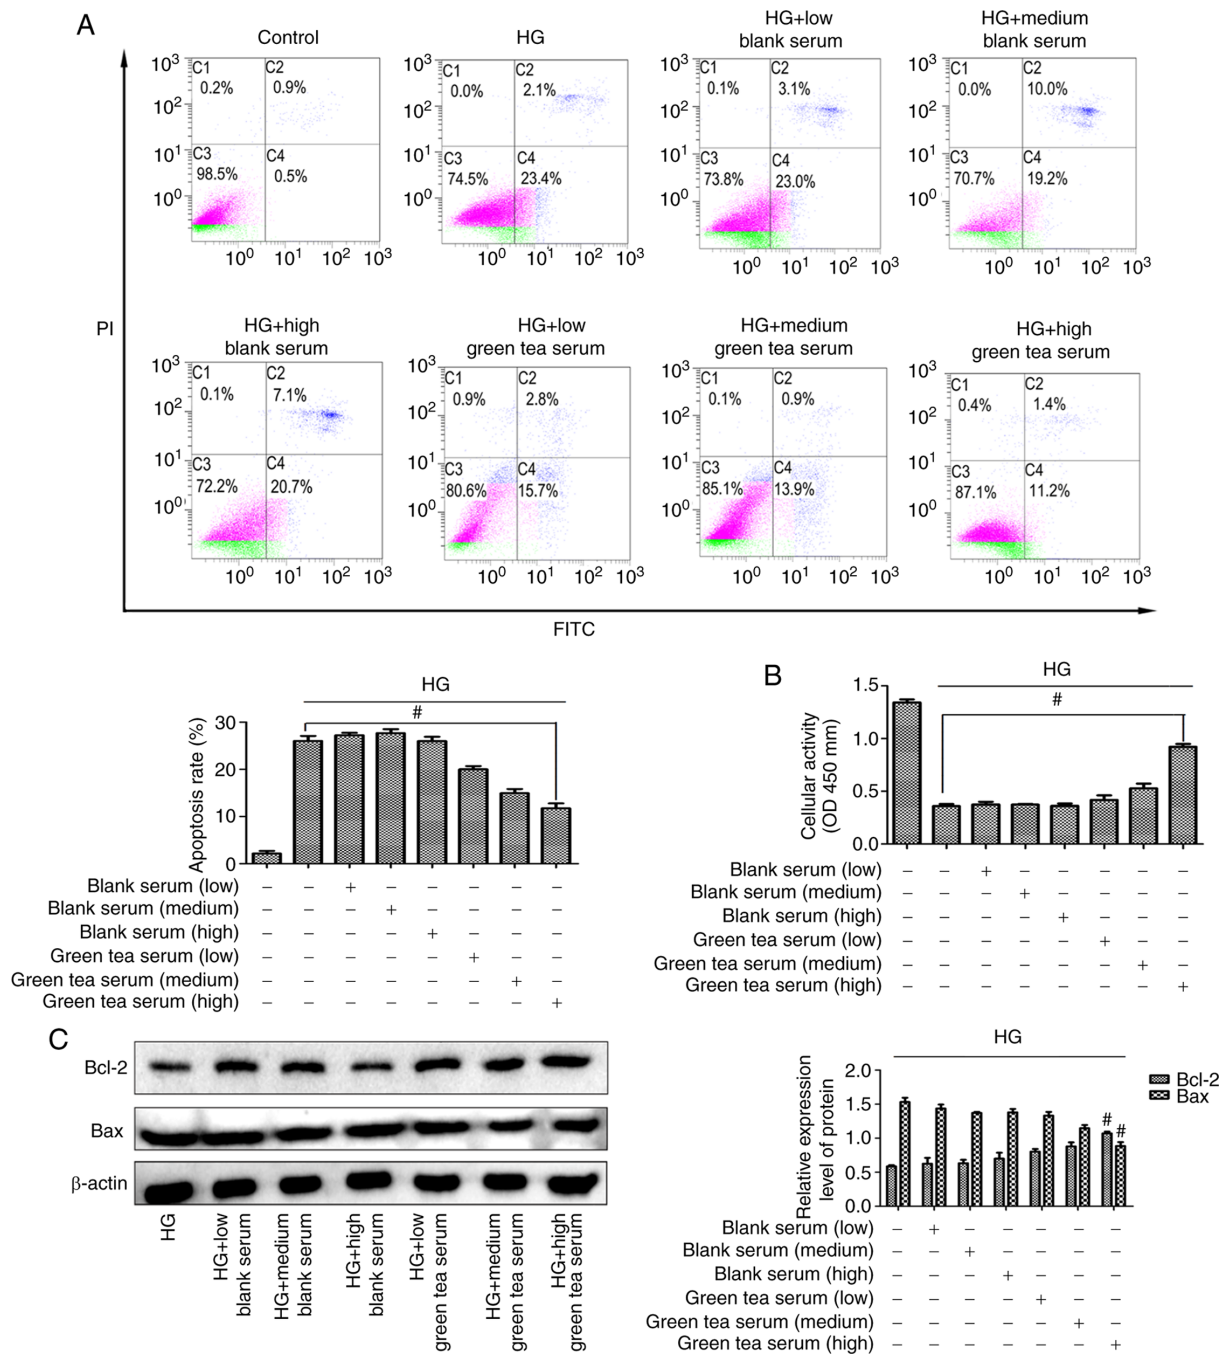 A
Control
HG
HG+low
blank serum
HG+medium
blank serum
10³
10²
10¹
10⁰
C1
0.2%
C2
0.9%
C3
98.5%
C4
0.5%
10⁰ 10¹ 10² 10³
10³
10²
10¹
10⁰
C1
0.0%
C2
2.1%
C3
74.5%
C4
23.4%
10⁰ 10¹ 10² 10³
10³
10²
10¹
10⁰
C1
0.1%
C2
3.1%
C3
73.8%
C4
23.0%
10⁰ 10¹ 10² 10³
10³
10²
10¹
10⁰
C1
0.0%
C2
10.0%
C3
70.7%
C4
19.2%
10⁰ 10¹ 10² 10³
PI
HG+high
blank serum
HG+low
green tea serum
HG+medium
green tea serum
HG+high
green tea serum
10³
10²
10¹
10⁰
C1
0.1%
C2
7.1%
C3
72.2%
C4
20.7%
10⁰ 10¹ 10² 10³
10³
10²
10¹
10⁰
C1
0.9%
C2
2.8%
C3
80.6%
C4
15.7%
10⁰ 10¹ 10² 10³
10³
10²
10¹
10⁰
C1
0.1%
C2
0.9%
C3
85.1%
C4
13.9%
10⁰ 10¹ 10² 10³
10³
10²
10¹
10⁰
C1
0.4%
C2
1.4%
C3
87.1%
C4
11.2%
10⁰ 10¹ 10² 10³
FITC
HG
#
Apoptosis rate (%)
30
20
10
0
Blank serum (low) – – + – – – – –
Blank serum (medium) – – – + – – – –
Blank serum (high) – – – – + – – –
Green tea serum (low) – – – – – + – –
Green tea serum (medium) – – – – – – + –
Green tea serum (high) – – – – – – – +
B
HG
#
Cellular activity
(OD 450 mm)
1.5
1.0
0.5
0.0
Blank serum (low) – – + – – – – –
Blank serum (medium) – – – + – – – –
Blank serum (high) – – – – + – – –
Green tea serum (low) – – – – – + – –
Green tea serum (medium) – – – – – – + –
Green tea serum (high) – – – – – – – +
C
Bcl-2
Bax
β-actin
HG
HG+low
blank serum
HG+medium
blank serum
HG+high
blank serum
HG+low
green tea serum
HG+medium
green tea serum
HG+high
green tea serum
HG
Relative expression
level of protein
2.0
1.5
1.0
0.5
0.0
# #
Bcl-2
Bax
Blank serum (low) – + – – – – –
Blank serum (medium) – – + – – – –
Blank serum (high) – – – + – – –
Green tea serum (low) – – – – + – –
Green tea serum (medium) – – – – – + –
Green tea serum (high) – – – – – – +